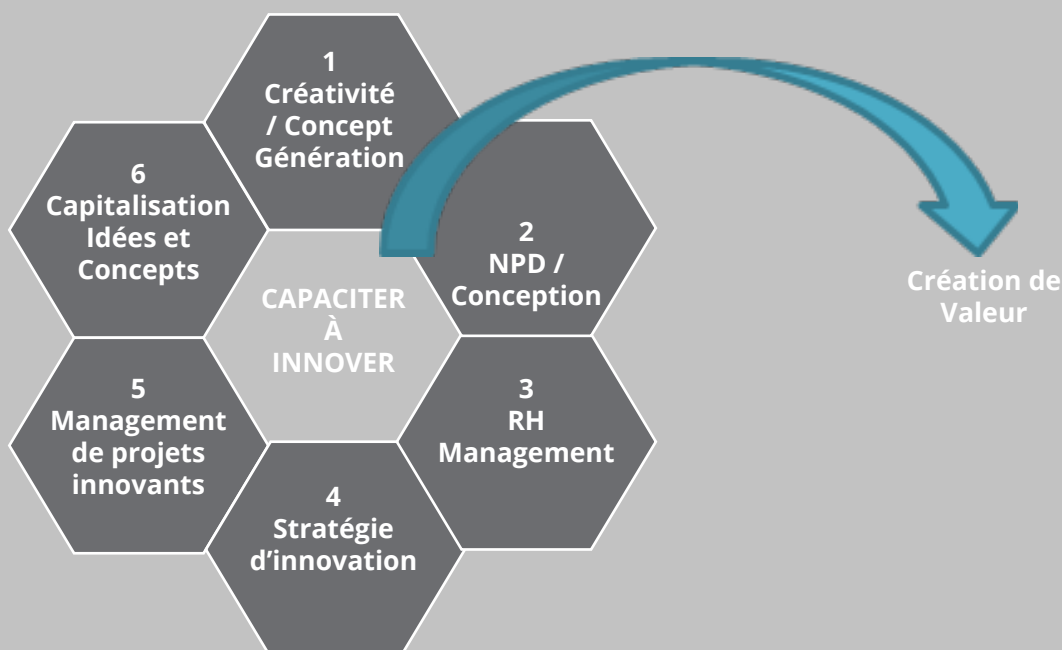 1
Créativité
/ Concept
Génération
6
Capitalisation
Idées et
Concepts
2
NPD /
Conception
CAPACITER
À
INNOVER
Création de
Valeur
5
Management
de projets
innovants
3
RH
Management
4
Stratégie
d’innovation